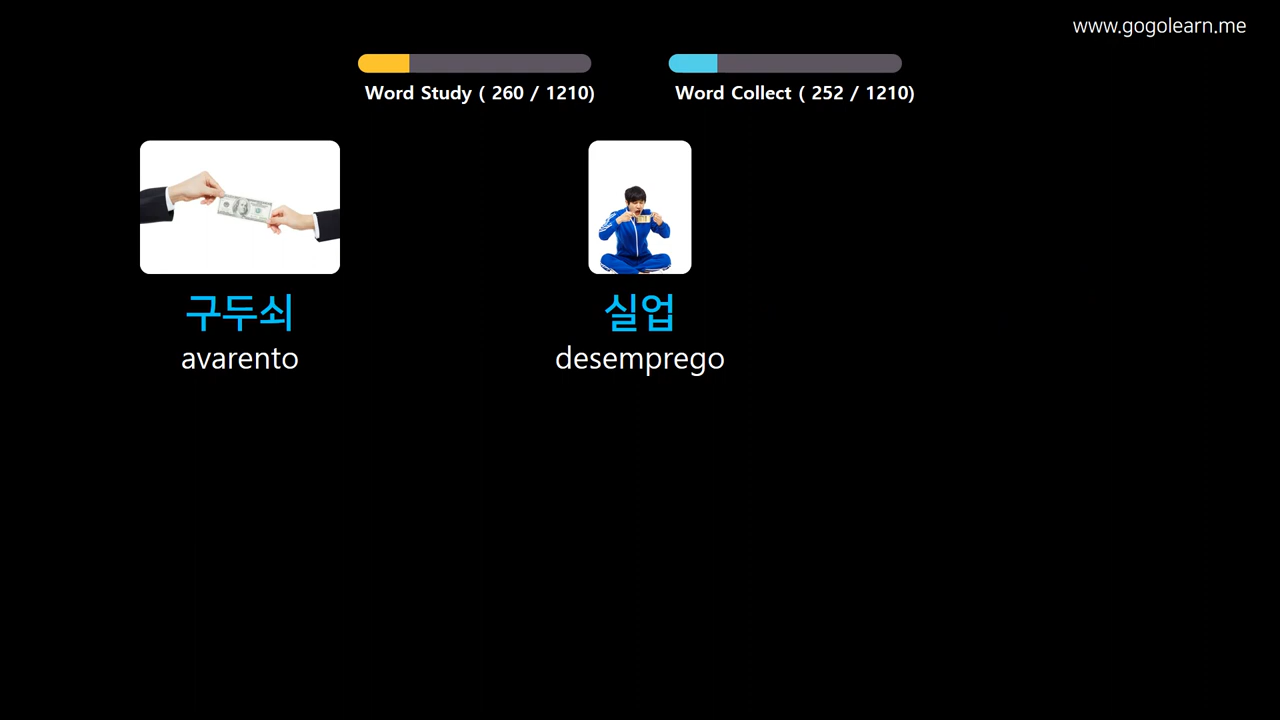 www.gogolearn.me
Word Study ( 260 / 1210)
Word Collect ( 252 / 1210)
구두쇠
avarento
실업
desemprego